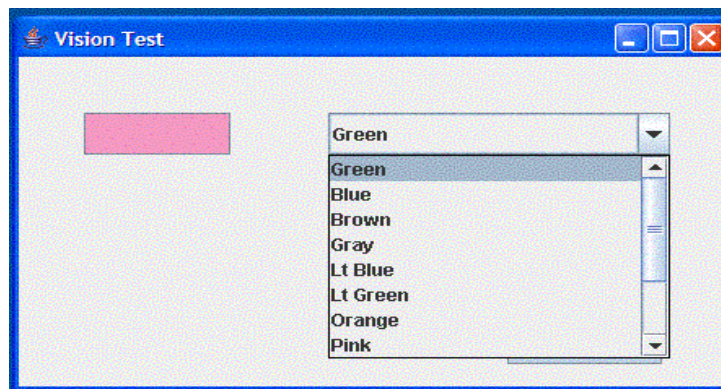 Vision Test
Green
Green
Blue
Brown
Gray
Lt Blue
Lt Green
Orange
Pink